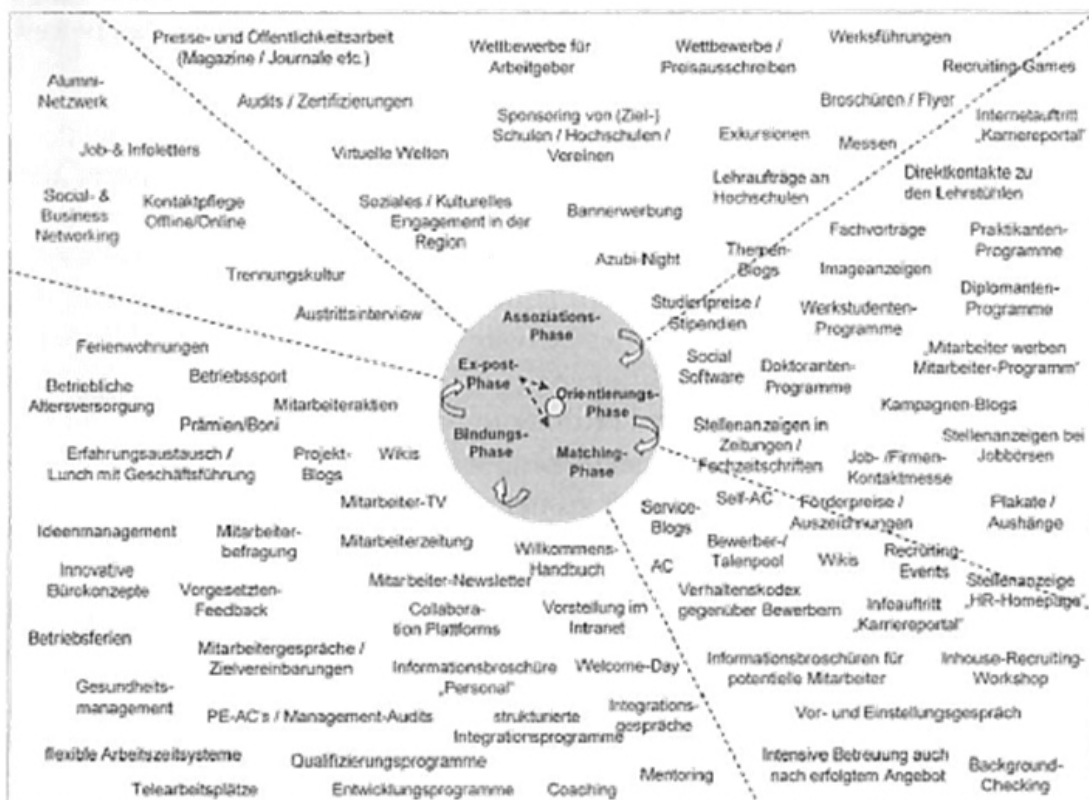 Presse- und Öffentlichkeitsarbeit
(Magazine / Journale etc.)
Wettbewerbe für
Arbeitgeber
Wettbewerbe /
Preisausschreiben
Werksführungen
Recruiting-Games
Alumni-
Netzwerk
Audits / Zertifizierungen
Sponsoring von (Ziel-)
Schulen / Hochschulen /
Vereinen
Broschüren / Flyer
Exkursionen
Messen
Internetauftritt
„Karriereportal“
Job-& Infoletters
Virtuelle Welten
Lehraufträge an
Hochschulen
Direktkontakte zu
den Lehrstühlen
Social- &
Business
Networking
Kontaktpflege
Offline/Online
Soziales / Kulturelles
Engagement in der
Region
Bannerwerbung
Fachvorträge
Praktikanten-
Programme
Azubi-Night
Themen-
Blogs
Imageanzeigen
Trennungskultur
Austrittsinterview
Studienpreise /
Stipendien
Werkstudenten-
Programme
Diplomanten-
Programme
Assoziations-
Phase
Ex-post-
Phase
Orientierungs-
Phase
Bindungs-
Phase
Matching-
Phase
Ferienwohnungen
Betriebliche
Altersversorgung
Betriebssport
Mitarbeiteraktien
Prämien/Boni
Social
Software
Doktoranten-
Programme
„Mitarbeiter werben
Mitarbeiter-Programm“
Kampagnen-Blogs
Erfahrungsaustausch /
Lunch mit Geschäftsführung
Projekt-
Blogs
Wikis
Stellenanzeigen in
Zeitungen /
Fachzeitschriften
Job- /Firmen-
Kontaktmesse
Stellenanzeigen bei
Jobbörsen
Mitarbeiter-TV
Service-
Blogs
Self-AC
Förderpreise /
Auszeichnungen
Plakate /
Aushänge
Ideenmanagement
Mitarbeiter-
befragung
Mitarbeiterzeitung
Willkommens-
Handbuch
AC
Bewerber-/
Talenpool
Wikis
Recruiting-
Events
Innovative
Bürokonzepte
Vorgesetzten-
Feedback
Mitarbeiter-Newsletter
Verhaltenskodex
gegenüber Bewerbern
Infoauftritt
„Karriereportal“
Stellenanzeige
„HR-Homepage“
Collabora-
tion Plattforms
Vorstellung im
Intranet
Betriebsferien
Mitarbeitergespräche /
Zielvereinbarungen
Informationsbroschüre
„Personal“
Welcome-Day
Informationsbroschüren für
potentielle Mitarbeiter
Inhouse-Recruiting-
Workshop
Gesundheits-
management
PE-AC's / Management-Audits
strukturierte
Integrationsprogramme
Integrations-
gespräche
Vor- und Einstellungsgespräch
flexible Arbeitszeitsysteme
Qualifizierungsprogramme
Mentoring
Intensive Betreuung auch
nach erfolgtem Angebot
Background-
Checking
Telearbeitsplätze
Entwicklungsprogramme
Coaching